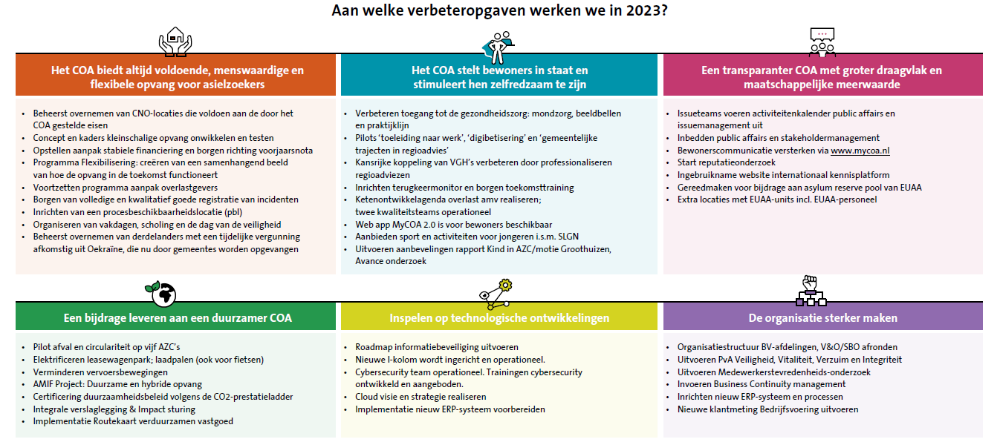 Aan welke verbeteropgaven werken we in 2023?
Het COA biedt altijd voldoende, menswaardige en
flexibele opvang voor asielzoekers
• Beheerst overnemen van CNO-locaties die voldoen aan de door het
COA gestelde eisen
• Concept en kaders kleinschalige opvang onwikkelen en testen
• Opstellen aanpak stabiele financiering en borgen richting voorjaarsnota
• Programma Flexibilisering: creëren van een samenhangend beeld
van hoe de opvang in de toekomst functioneert
• Voortzetten programma aanpak overlastgevers
• Borgen van volledige en kwalitatief goede registratie van incidenten
• Inrichten van een procesbeschikbaarheidslocatie (pbl)
• Organiseren van vakdagen, scholing en de dag van de veiligheid
• Beheerst overnemen van derdelanders met een tijdelijke vergunning
afkomstig uit Oekraïne, die nu door gemeentes worden opgevangen
Het COA stelt bewoners in staat en
stimuleert hen zelfredzaam te zijn
• Verbeteren toegang tot de gezondheidszorg: mondzorg, beeldbellen
en praktijklijn
• Pilots ‘toeleiding naar werk’, ‘digibetisering’ en ‘gemeentelijke
trajecten in regioadvies’
• Kansrijke koppeling van VGH’s verbeteren door professionaliseren
regioadviezen
• Inrichten terugkeermonitor en borgen toekomsttraining
• Ketenontwikkelagenda overlast amv realiseren;
twee kwaliteitsteams operationeel
• Web app MyCOA 2.0 is voor bewoners beschikbaar
• Aanbieden sport en activiteiten voor jongeren i.s.m. SLGN
• Uitvoeren aanbevelingen rapport Kind in AZC/motie Groothuizen,
Avance onderzoek
Een transparanter COA met groter draagvlak en
maatschappelijke meerwaarde
• Issueteams voeren activiteitenkalender public affairs en
issuemanagement uit
• Inbedden public affairs en stakeholdermanagement
• Bewonerscommunicatie versterken via www.mycoa.nl
• Start reputatieonderzoek
• Ingebruikname website internationaal kennisplatform
• Gereedmaken voor bijdrage aan asylum reserve pool van EUAA
• Extra locaties met EUAA-units incl. EUAA-personeel
Een bijdrage leveren aan een duurzamer COA
• Pilot afval en circulariteit op vijf AZC’s
• Elektrificeren leasewagenpark; laadpalen (ook voor fietsen)
• Verminderen vervoersbewegingen
• AMIF Project: Duurzame en hybride opvang
• Certificering duurzaamheidsbeleid volgens de CO2-prestatieladder
• Integrale verslaglegging & Impact sturing
• Implementatie Routekaart verduurzamen vastgoed
Inspelen op technologische ontwikkelingen
• Roadmap informatiebeveiliging uitvoeren
• Nieuwe I-kolom wordt ingericht en operationeel.
• Cybersecurity team operationeel. Trainingen cybersecurity
ontwikkeld en aangeboden.
• Cloud visie en strategie realiseren
• Implementatie nieuw ERP-systeem voorbereiden
De organisatie sterker maken
• Organisatiestructuur BV-afdelingen, V&O/SBO afronden
• Uitvoeren PvA Veiligheid, Vitaliteit, Verzuim en Integriteit
• Uitvoeren Medewerkerstevredenheids-onderzoek
• Invoeren Business Continuity management
• Inrichten nieuw ERP-systeem en processen
• Nieuwe klantmeting Bedrijfsvoering uitvoeren